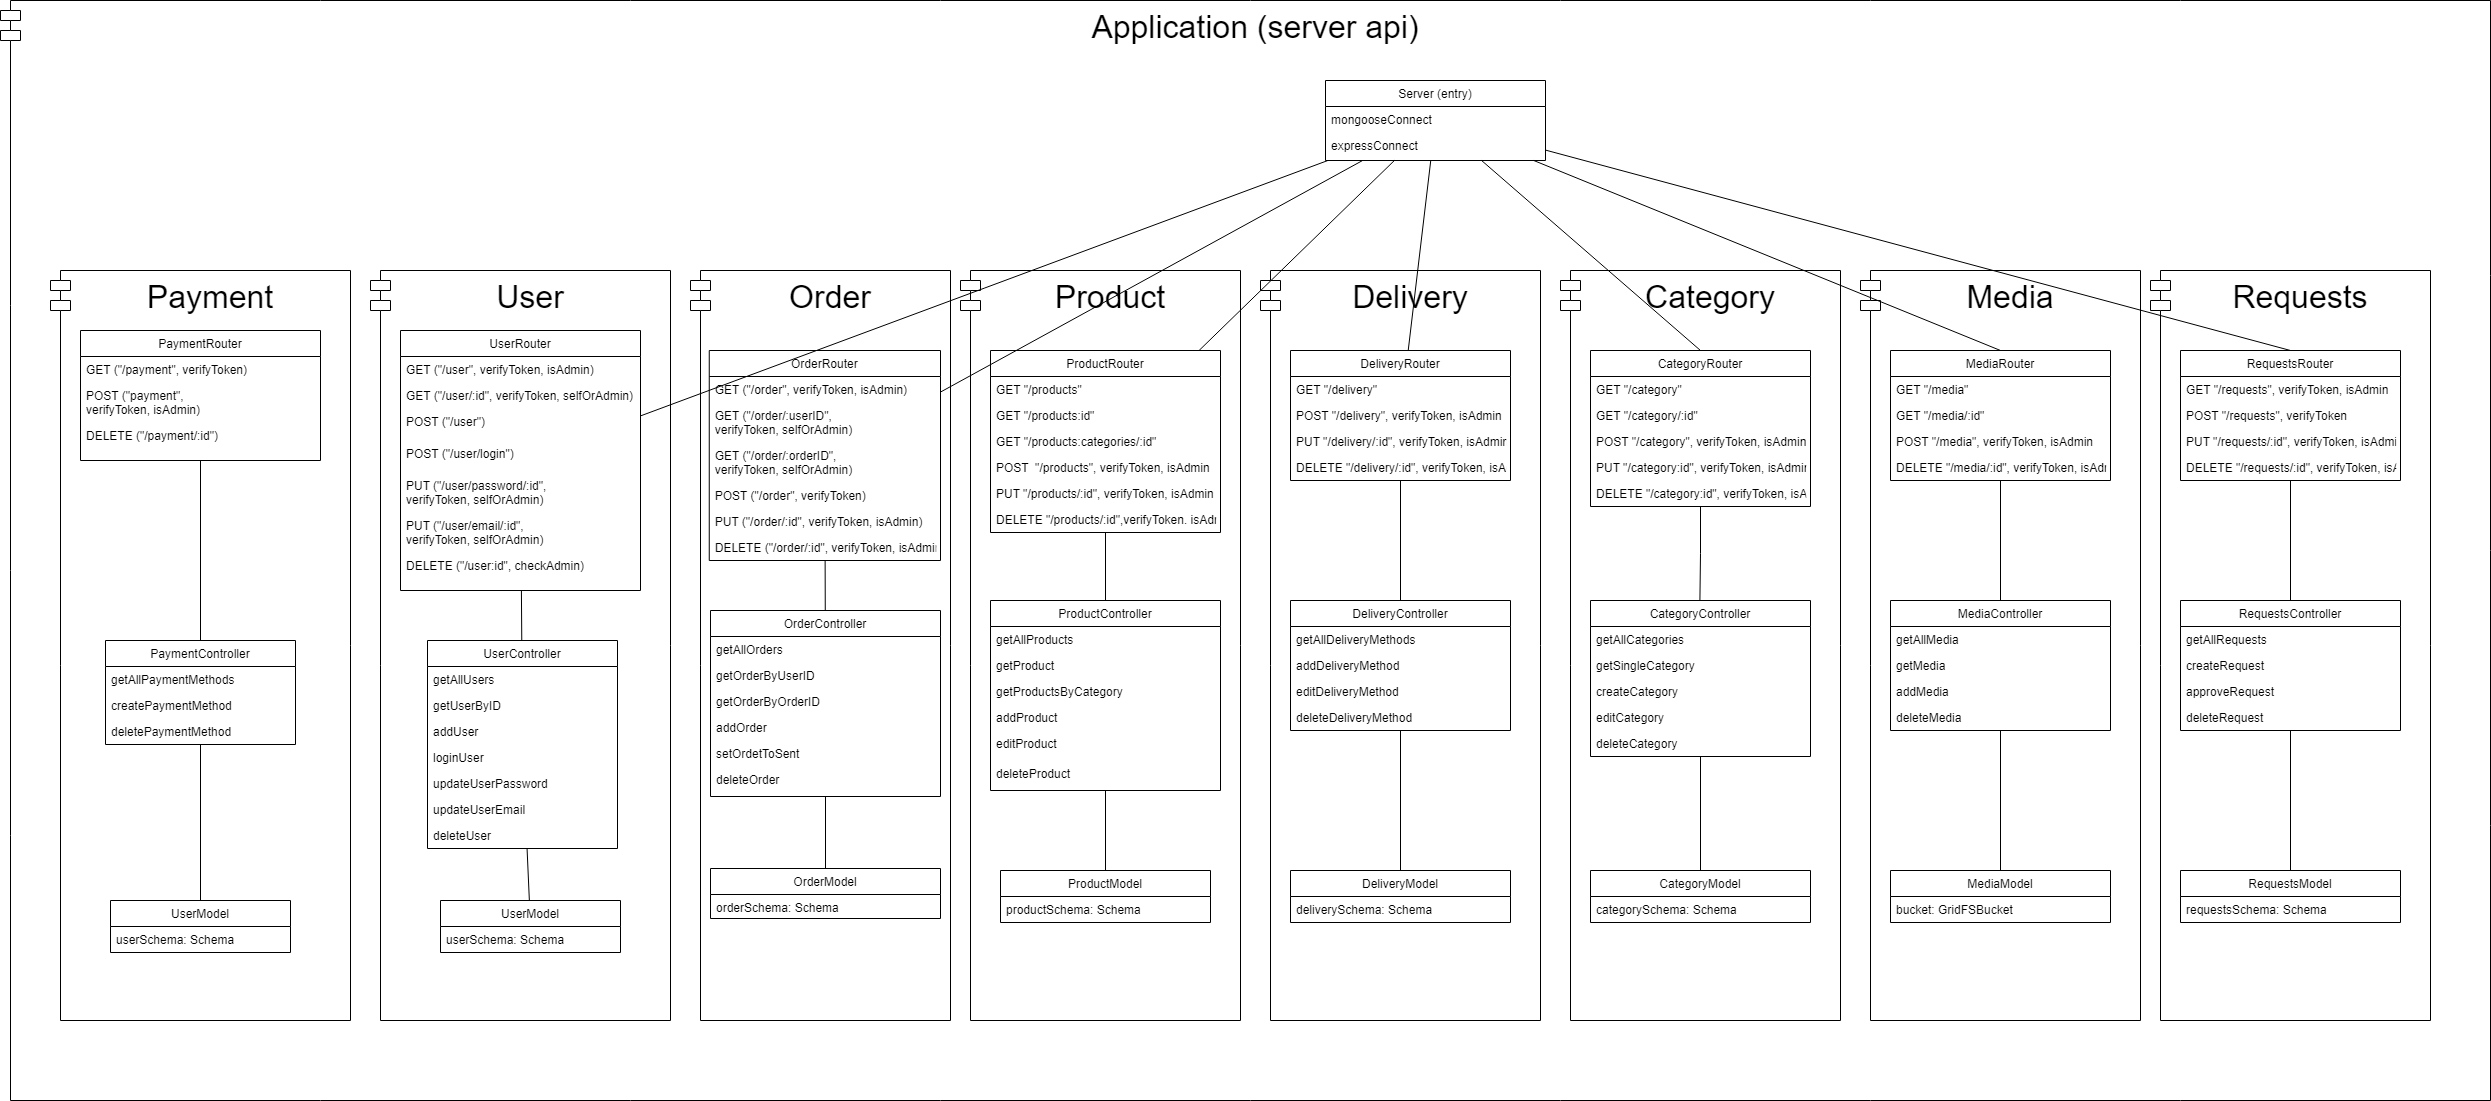 Application (server api)
Server (entry)
mongooseConnect
expressConnect
Payment
PaymentRouter
GET ("/payment", verifyToken)
POST ("payment",
verifyToken, isAdmin)
DELETE ("/payment/:id")
PaymentController
getAllPaymentMethods
createPaymentMethod
deletePaymentMethod
UserModel
userSchema: Schema
User
UserRouter
GET ("/user", verifyToken, isAdmin)
GET ("/user/:id", verifyToken, selfOrAdmin)
POST ("/user")
POST ("/user/login")
PUT ("/user/password/:id",
verifyToken, selfOrAdmin)
PUT ("/user/email/:id",
verifyToken, selfOrAdmin)
DELETE ("/user:id", checkAdmin)
UserController
getAllUsers
getUserByID
addUser
loginUser
updateUserPassword
updateUserEmail
deleteUser
UserModel
userSchema: Schema
Order
OrderRouter
GET ("/order", verifyToken, isAdmin)
GET ("/order/:userID",
verifyToken, selfOrAdmin)
GET ("/order/:orderID",
verifyToken, selfOrAdmin)
POST ("/order", verifyToken)
PUT ("/order/:id", verifyToken, isAdmin)
DELETE ("/order/:id", verifyToken, isAdmi
OrderController
getAllOrders
getOrderByUserID
getOrderByOrderID
addOrder
setOrdetToSent
deleteOrder
OrderModel
orderSchema: Schema
Product
ProductRouter
GET "/products"
GET "/products:id"
GET "/products:categories/:id"
POST "/products", verifyToken, isAdmin
PUT "/products/:id", verifyToken, isAdmin
DELETE "/products/:id",verifyToken. isAd
ProductController
getAllProducts
getProduct
getProductsByCategory
addProduct
editProduct
deleteProduct
ProductModel
productSchema: Schema
Delivery
DeliveryRouter
GET "/delivery"
POST "/delivery", verifyToken, isAdmin
PUT "/delivery/:id", verifyToken, isAdmin
DELETE "/delivery/:id", verifyToken, isA
DeliveryController
getAllDeliveryMethods
addDeliveryMethod
editDeliveryMethod
deleteDeliveryMethod
DeliveryModel
deliverySchema: Schema
Category
CategoryRouter
GET "/category"
GET "/category/:id"
POST "/category", verifyToken, isAdmin
PUT "/category:id", verifyToken, isAdmin
DELETE "/category:id", verifyToken, isA
CategoryController
getAllCategories
getSingleCategory
createCategory
editCategory
deleteCategory
CategoryModel
categorySchema: Schema
Media
MediaRouter
GET "/media"
GET "/media/:id"
POST "/media", verifyToken, isAdmin
DELETE "/media/:id", verifyToken, isAd
MediaController
getAllMedia
getMedia
addMedia
deleteMedia
MediaModel
bucket: GridFSBucket
Requests
RequestsRouter
GET "/requests", verifyToken, isAdmin
POST "/requests", verifyToken
PUT "/requests/:id", verifyToken, isAdmi
DELETE "/requests/:id", verifyToken, is
RequestsController
getAllRequests
createRequest
approveRequest
deleteRequest
RequestsModel
requestsSchema: Schema